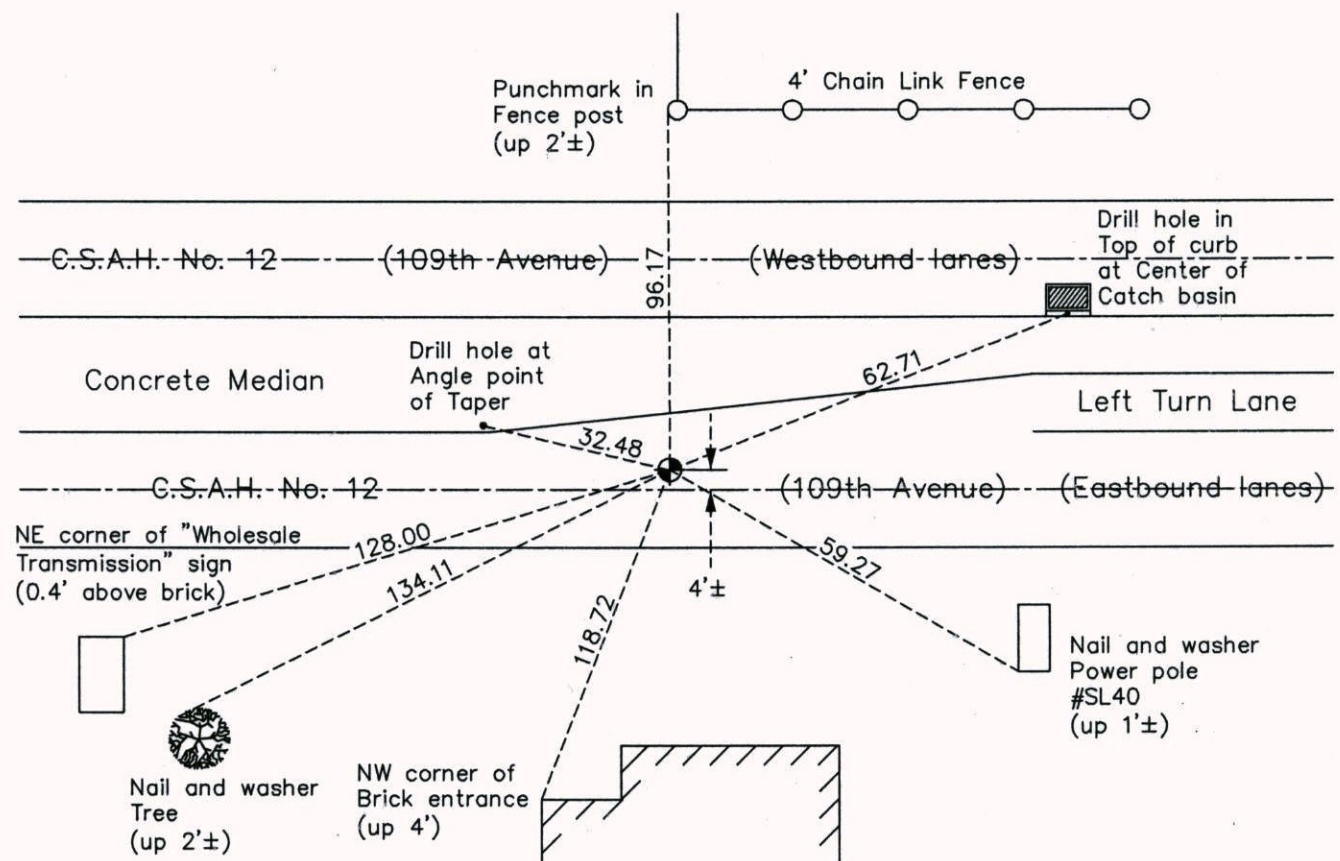 Punchmark in
Fence post
(up 2'±)
4' Chain Link Fence
Drill hole in
Top of curb
at Center of
Catch basin
C.S.A.H. No. 12 (109th Avenue) (Westbound lanes)
96.17
Drill hole at
Angle point
of Taper
Concrete Median
62.71
Left Turn Lane
32.48
C.S.A.H. No. 12 (109th Avenue) (Eastbound lanes)
NE corner of "Wholesale
Transmission" sign
(0.4' above brick)
128.00
134.11
118.72
4'±
59.27
Nail and washer
Power pole
#SL40
(up 1'±)
Nail and washer
Tree
(up 2'±)
NW corner of
Brick entrance
(up 4')